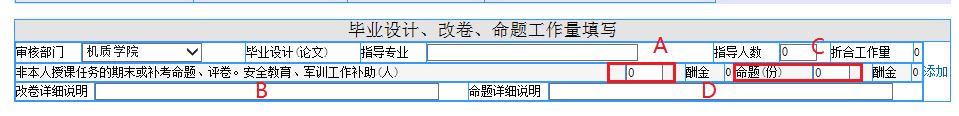 毕业设计、改卷、命题工作量填写
审核部门 机质学院 毕业设计(论文) 指导专业 A 指导人数 0 C 折合工作量 0
非本人授课任务的期末或补考命题、评卷。安全教育、军训工作补助(人) 0 酬金 0 命题(份) 0 酬金 0 添加
改卷详细说明 B 命题详细说明 D